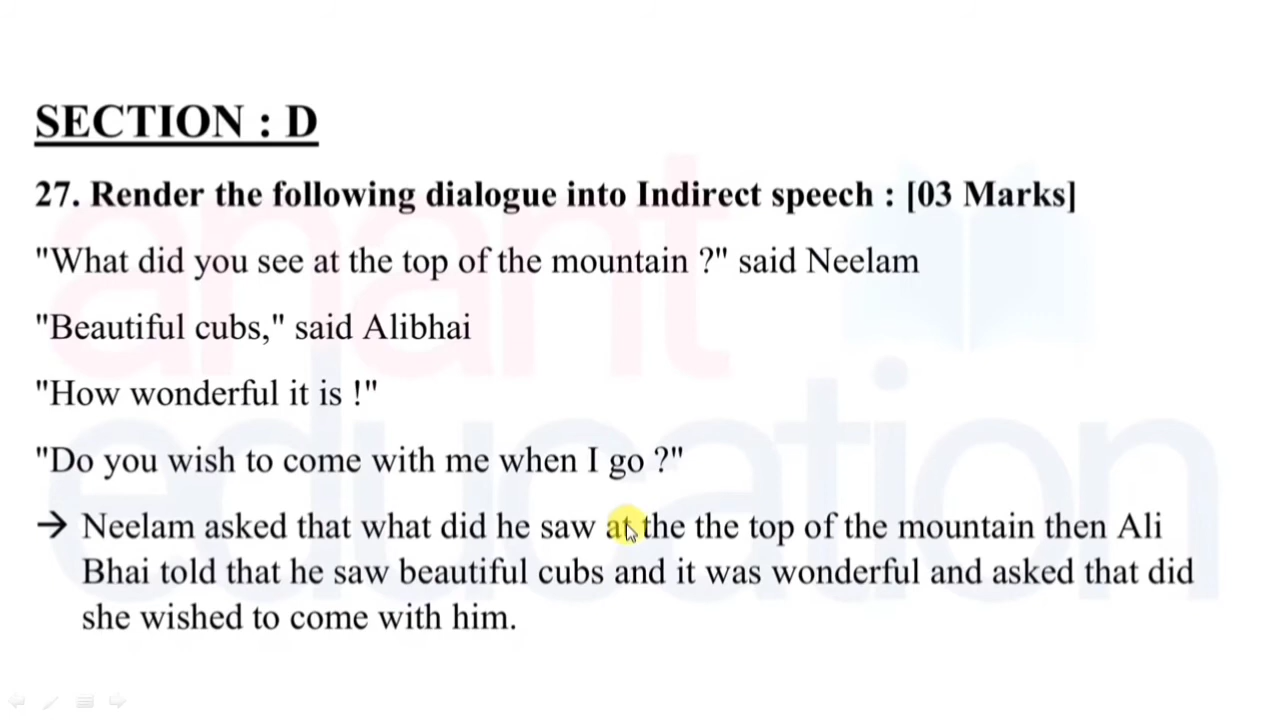 SECTION : D
27. Render the following dialogue into Indirect speech : [03 Marks]
"What did you see at the top of the mountain ?" said Neelam
"Beautiful cubs," said Alibhai
"How wonderful it is !"
"Do you wish to come with me when I go ?"
→ Neelam asked that what did he saw at the the top of the mountain then Ali
Bhai told that he saw beautiful cubs and it was wonderful and asked that did
she wished to come with him.
anant
education